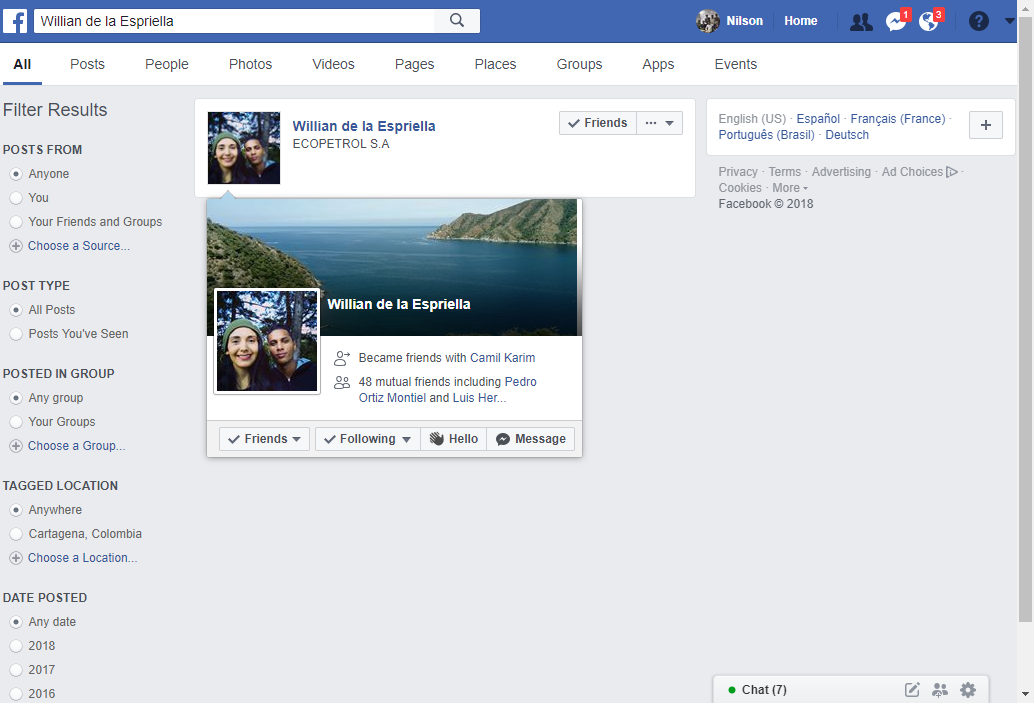 Willian de la Espriella
Nilson
Home
1
3
?
All
Posts
People
Photos
Videos
Pages
Places
Groups
Apps
Events
Filter Results
POSTS FROM
Anyone
You
Your Friends and Groups
Choose a Source...
POST TYPE
All Posts
Posts You've Seen
POSTED IN GROUP
Any group
Your Groups
Choose a Group...
TAGGED LOCATION
Anywhere
Cartagena, Colombia
Choose a Location...
DATE POSTED
Any date
2018
2017
2016
Willian de la Espriella
ECOPETROL S.A
Friends
Willian de la Espriella
Became friends with Camil Karim
48 mutual friends including Pedro
Ortiz Montiel and Luis Her...
Friends
Following
Hello
Message
English (US) · Español · Français (France) ·
Português (Brasil) · Deutsch
Privacy · Terms · Advertising · Ad Choices ·
Cookies · More
Facebook © 2018
Chat (7)